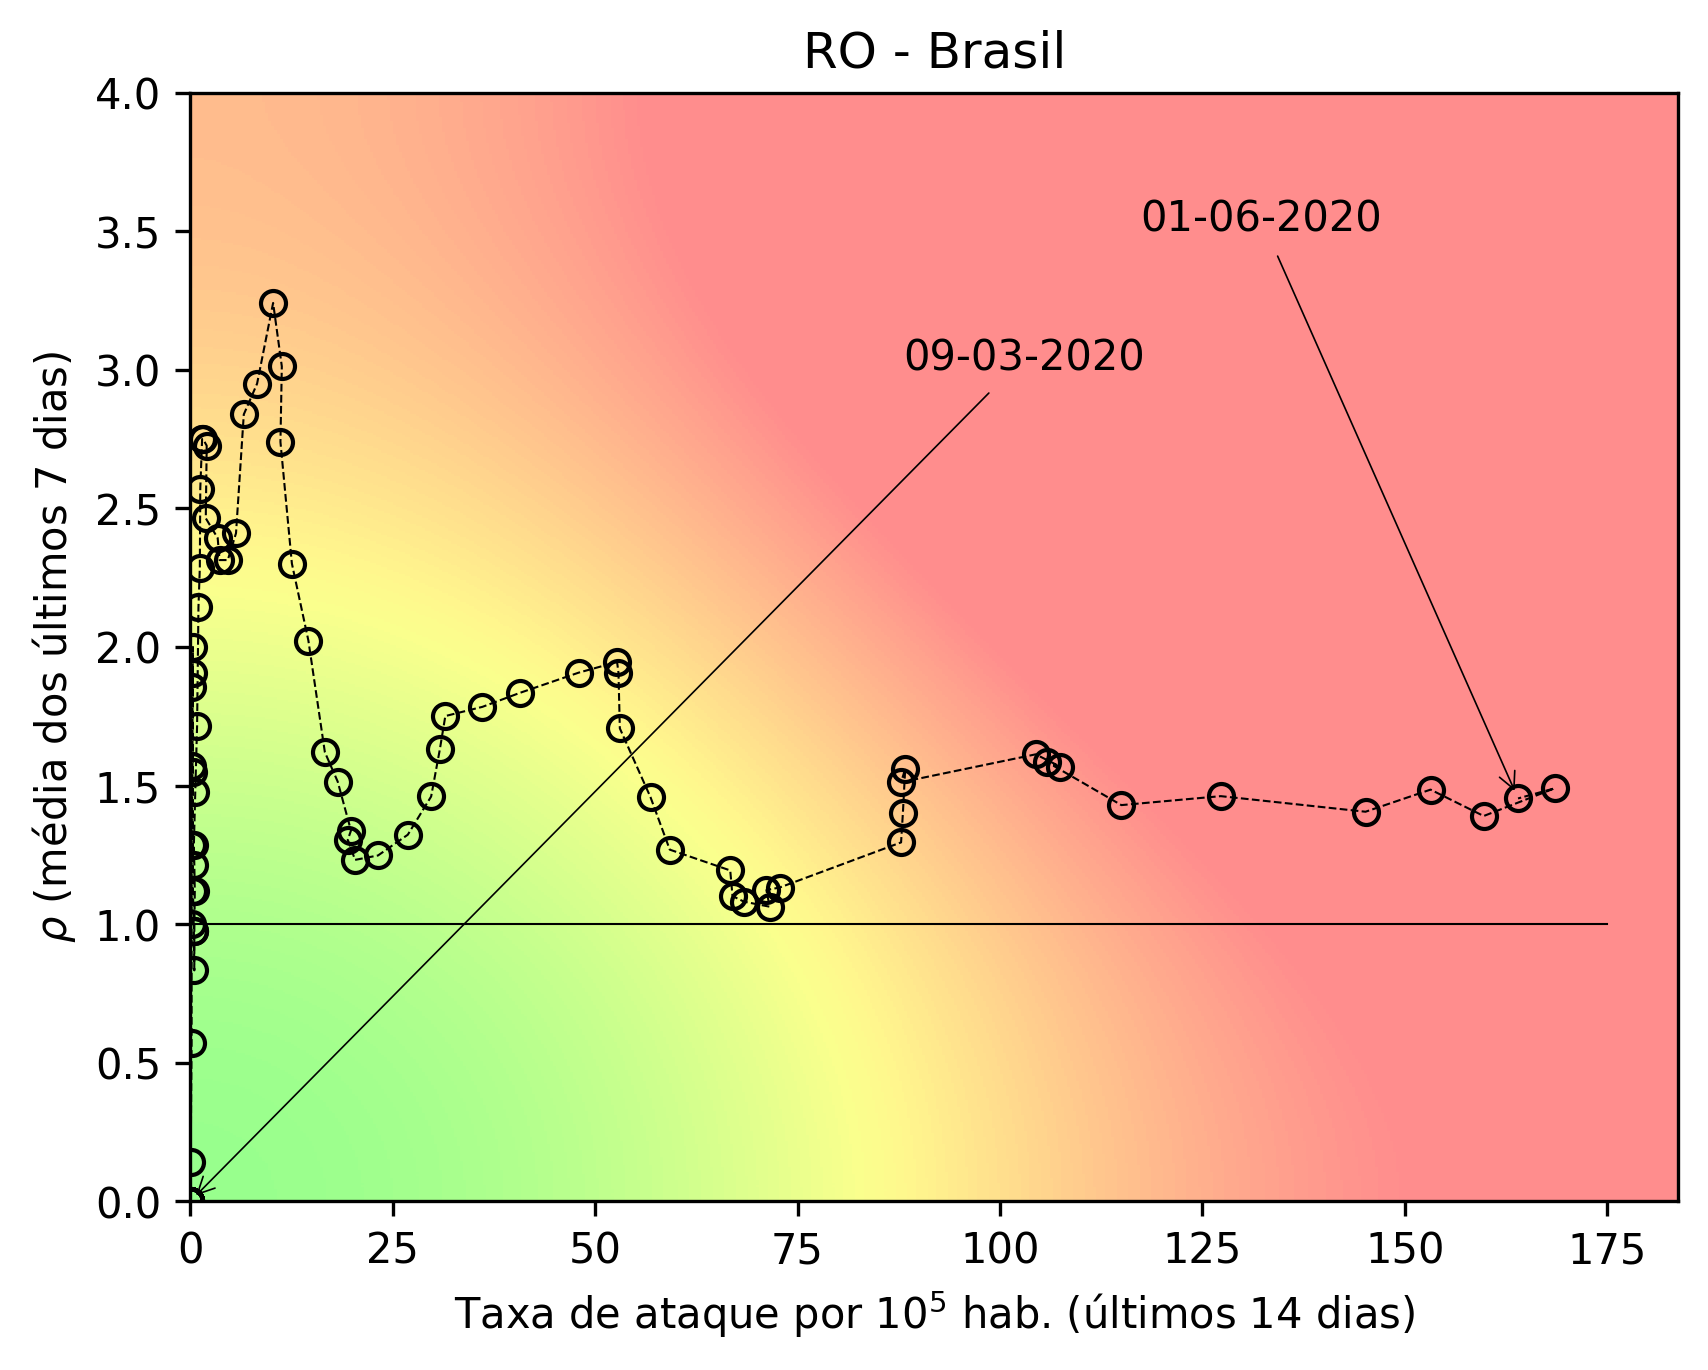 RO - Brasil
4.0
3.5
3.0
2.5
2.0
1.5
1.0
0.5
0.0
ρ (média dos últimos 7 dias)
01-06-2020
09-03-2020
0 25 50 75 100 125 150 175
Taxa de ataque por 10⁵ hab. (últimos 14 dias)